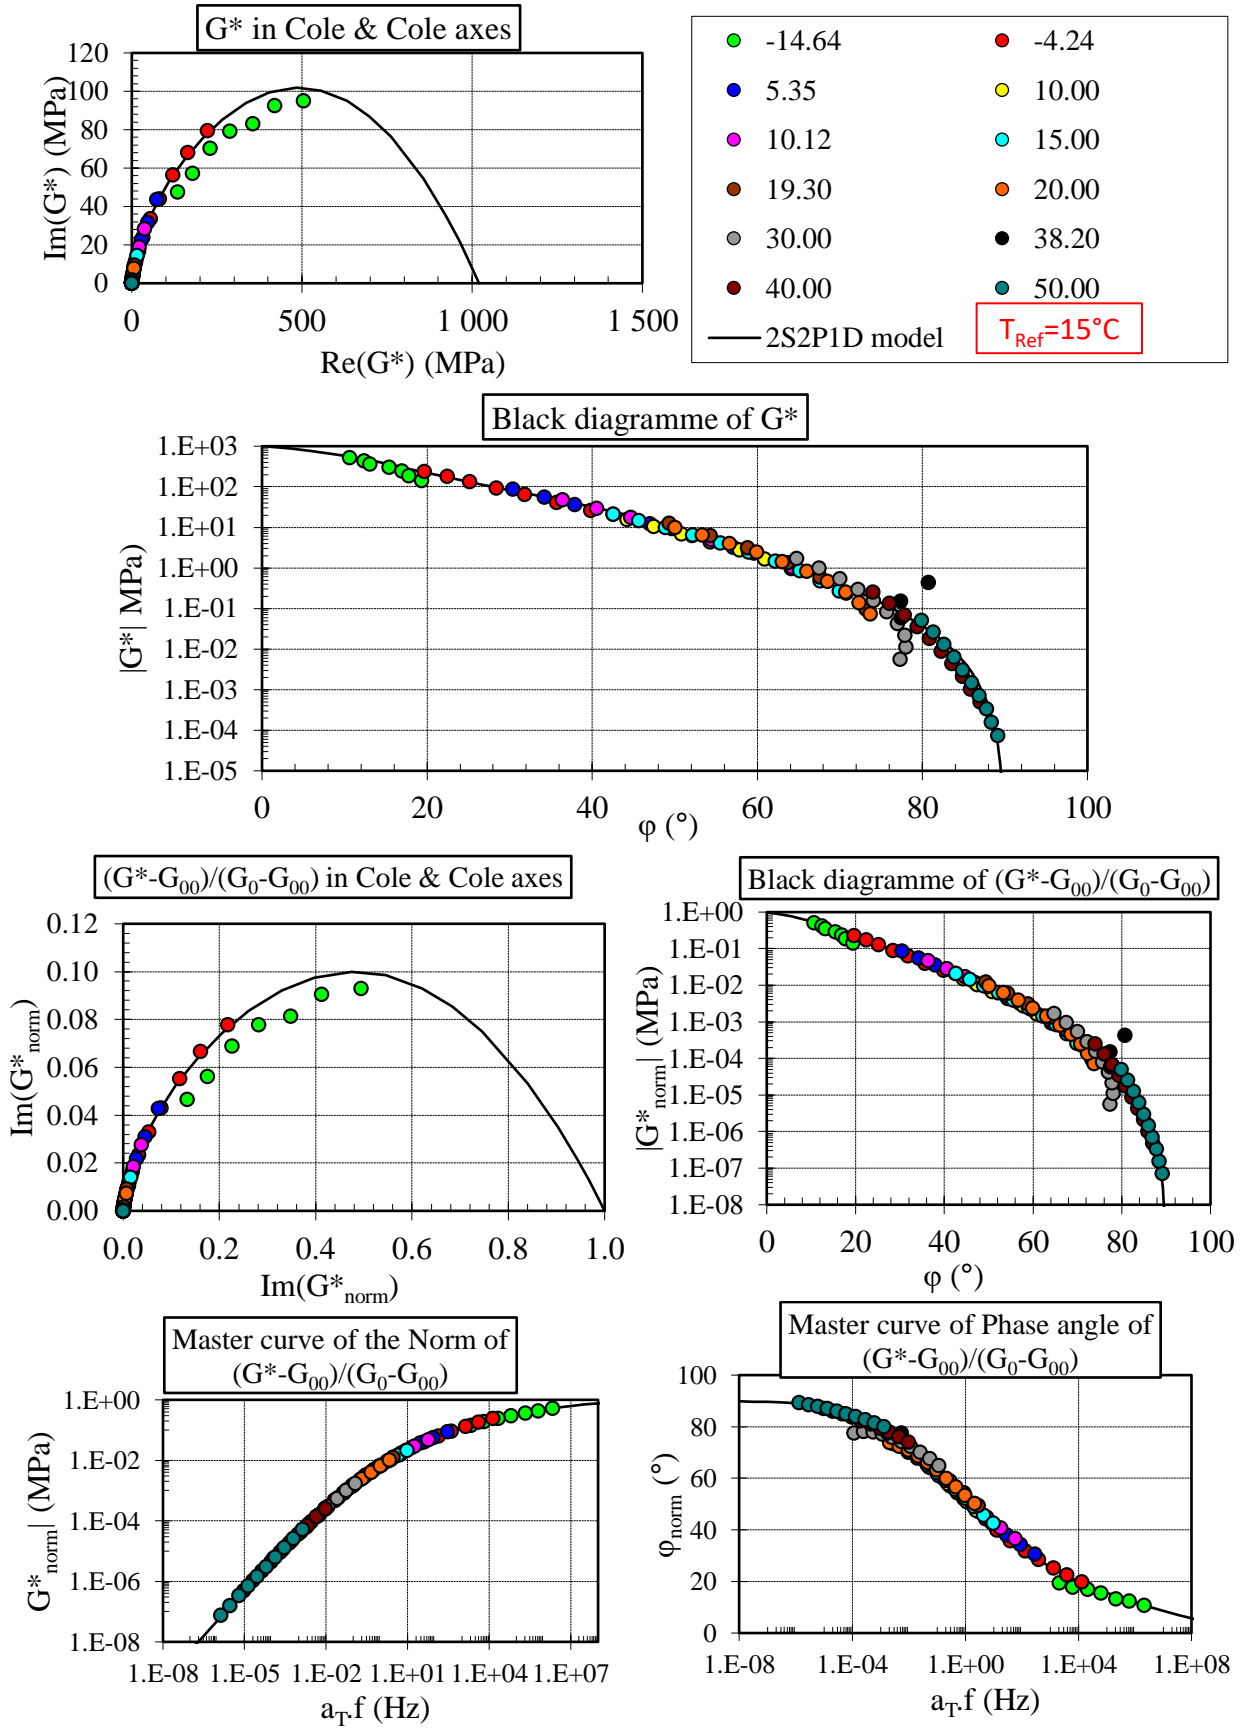 G* in Cole & Cole axes
120
100
80
60
40
20
0
Im(G*) (MPa)
0 500 1 000 1 500
Re(G*) (MPa)
-14.64 -4.24
5.35 10.00
10.12 15.00
19.30 20.00
30.00 38.20
40.00 50.00
2S2P1D model
T_Ref=15°C
Black diagramme of G*
1.E+03
1.E+02
1.E+01
1.E+00
1.E-01
1.E-02
1.E-03
1.E-04
1.E-05
|G*| MPa
0 20 40 60 80 100
φ (°)
(G*-G00)/(G0-G00) in Cole & Cole axes
0.12
0.10
0.08
0.06
0.04
0.02
0.00
Im(G*norm)
0.0 0.2 0.4 0.6 0.8 1.0
Im(G*norm)
Black diagramme of (G*-G00)/(G0-G00)
1.E+00
1.E-01
1.E-02
1.E-03
1.E-04
1.E-05
1.E-06
1.E-07
1.E-08
|G*norm| (MPa)
0 20 40 60 80 100
φ (°)
Master curve of the Norm of
(G*-G00)/(G0-G00)
1.E+00
1.E-02
1.E-04
1.E-06
1.E-08
G*norm| (MPa)
1.E-08 1.E-05 1.E-02 1.E+01 1.E+04 1.E+07
aT.f (Hz)
Master curve of Phase angle of
(G*-G00)/(G0-G00)
100
80
60
40
20
0
φnorm (°)
1.E-08 1.E-04 1.E+00 1.E+04 1.E+08
aT.f (Hz)